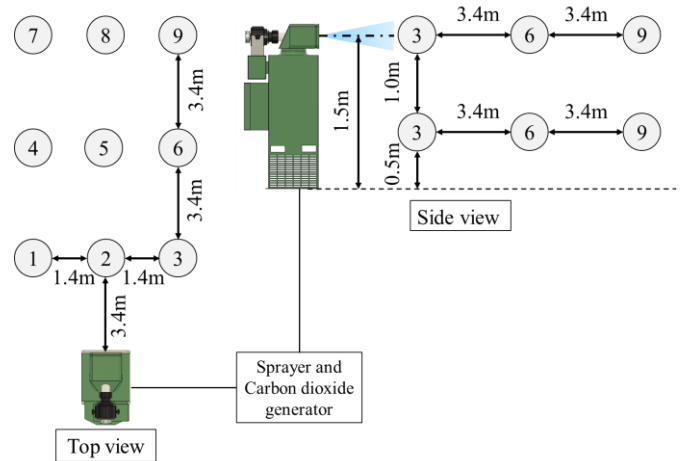 7 8 9
3.4m
4 5 6
3.4m
1 2 3
1.4m 1.4m
3.4m
Top view
3.4m 3.4m
3 6 9
1.5m
1.0m
3.4m 3.4m
3 6 9
0.5m
Side view
Sprayer and
Carbon dioxide
generator